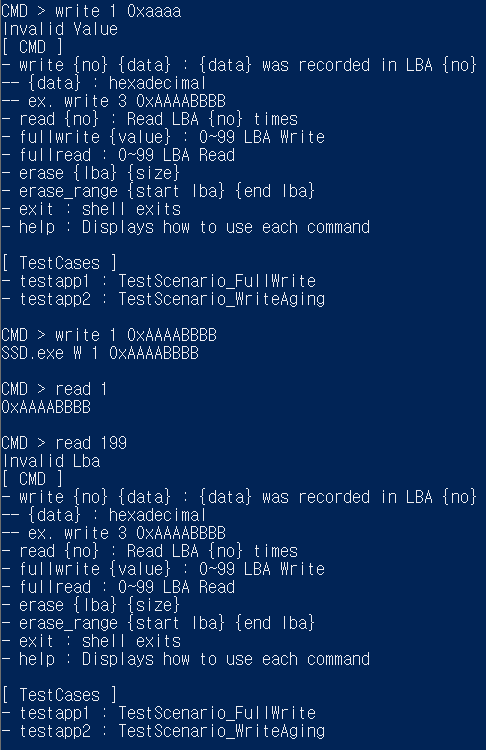 CMD > write 1 0xaaaa
Invalid Value
[ CMD ]
- write {no} {data} : {data} was recorded in LBA {no}
-- {data} : hexadecimal
-- ex. write 3 0xAAAABBBB
- read {no} : Read LBA {no} times
- fullwrite {value} : 0~99 LBA Write
- fullread : 0~99 LBA Read
- erase {lba} {size}
- erase_range {start lba} {end lba}
- exit : shell exits
- help : Displays how to use each command
[ TestCases ]
- testapp1 : TestScenario_FullWrite
- testapp2 : TestScenario_WriteAging
CMD > write 1 0xAAAABBBB
SSD.exe W 1 0xAAAABBBB
CMD > read 1
0xAAAABBBB
CMD > read 199
Invalid Lba
[ CMD ]
- write {no} {data} : {data} was recorded in LBA {no}
-- {data} : hexadecimal
-- ex. write 3 0xAAAABBBB
- read {no} : Read LBA {no} times
- fullwrite {value} : 0~99 LBA Write
- fullread : 0~99 LBA Read
- erase {lba} {size}
- erase_range {start lba} {end lba}
- exit : shell exits
- help : Displays how to use each command
[ TestCases ]
- testapp1 : TestScenario_FullWrite
- testapp2 : TestScenario_WriteAging